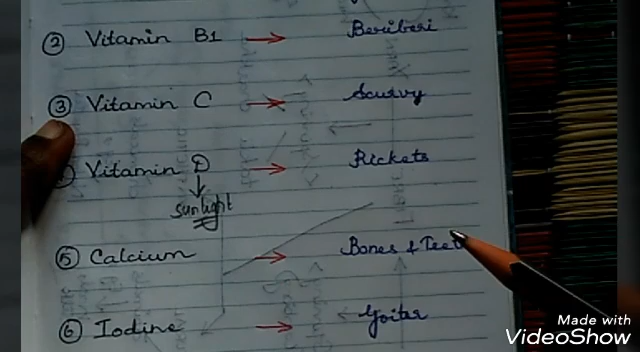 ② Vitamin B1 → Beriberi
③ Vitamin C → Scurvy
Vitamin D → Rickets
↓
sunlight
⑤ Calcium → Bones & Teet
⑥ Iodine → Goiter
Made with
VideoShow